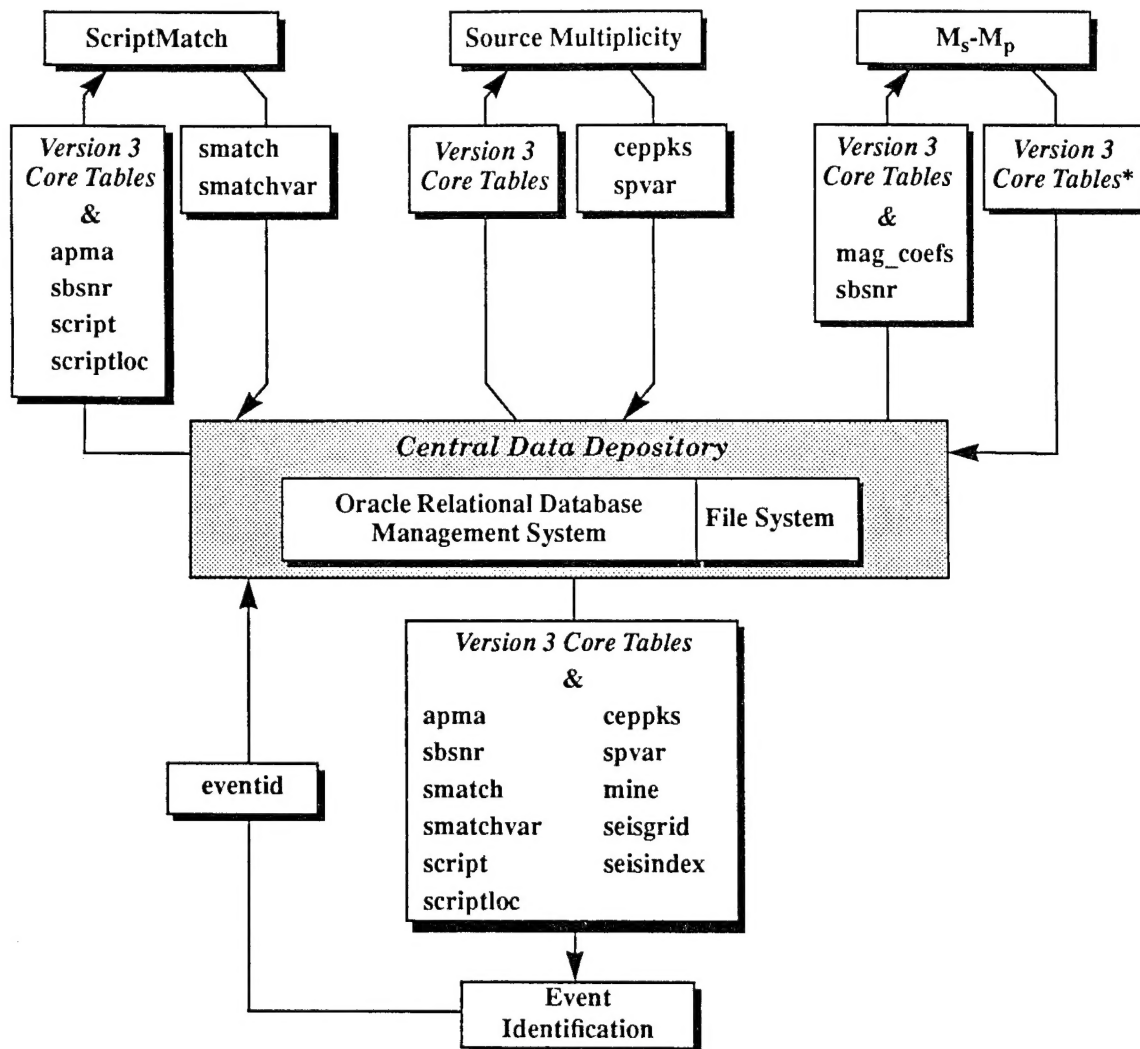 ScriptMatch
Source Multiplicity
Ms-Mp
Version 3
Core Tables
&
apma
sbsnr
script
scriptloc
smatch
smatchvar
Version 3
Core Tables
ceppks
spvar
Version 3
Core Tables
&
mag_coefs
sbsnr
Version 3
Core Tables*
Central Data Depository
Oracle Relational Database
Management System
File System
Version 3 Core Tables
&
apma
sbsnr
smatch
smatchvar
script
scriptloc
ceppks
spvar
mine
seisgrid
seisindex
eventid
Event
Identification